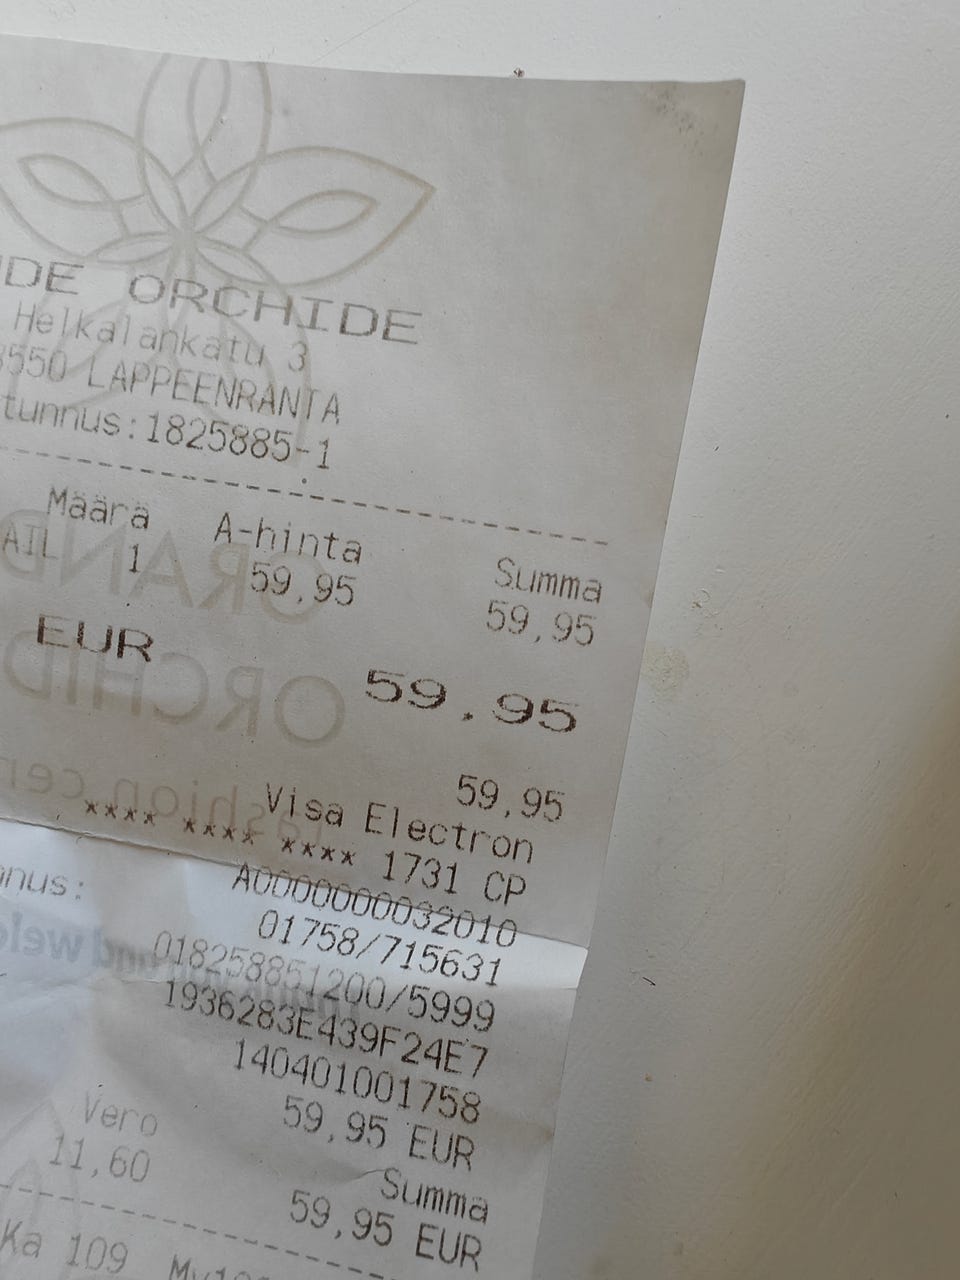 DE ORCHIDE
Helkalankatu 3
550 LAPPEENRANTA
tunnus:1825885-1
Määrä A-hinta Summa
AIL 1 59,95 59,95
EUR 59.95
59,95
Visa Electron
**** **** **** 1731 CP
A0000000032010
nnus: 01758/715631
018258851200/5999
1936283E439F24E7
140401001758
59,95 EUR
Vero Summa
11,60 59,95 EUR
Ka 109
GRAND
ORCHID